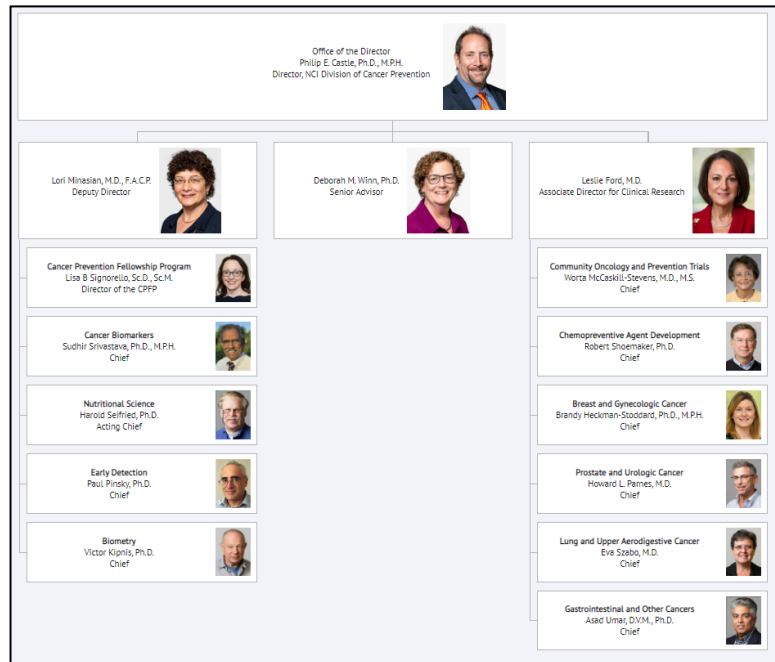 Office of the Director
Philip E. Castle, Ph.D., M.P.H.
Director, NCI Division of Cancer Prevention
Lori Minasian, M.D., F.A.C.P.
Deputy Director
Deborah M. Winn, Ph.D.
Senior Advisor
Leslie Ford, M.D.
Associate Director for Clinical Research
Cancer Prevention Fellowship Program
Lisa B Signorello, Sc.D., Sc.M.
Director of the CPFP
Cancer Biomarkers
Sudhir Srivastava, Ph.D., M.P.H.
Chief
Nutritional Science
Harold Seifried, Ph.D.
Acting Chief
Early Detection
Paul Pinsky, Ph.D.
Chief
Biometry
Victor Kipnis, Ph.D.
Chief
Community Oncology and Prevention Trials
Worta McCaskill-Stevens, M.D., M.S.
Chief
Chemopreventive Agent Development
Robert Shoemaker, Ph.D.
Chief
Breast and Gynecologic Cancer
Brandy Heckman-Stoddard, Ph.D., M.P.H.
Chief
Prostate and Urologic Cancer
Howard L. Parnes, M.D.
Chief
Lung and Upper Aerodigestive Cancer
Eva Szabo, M.D.
Chief
Gastrointestinal and Other Cancers
Asad Umar, D.V.M., Ph.D.
Chief